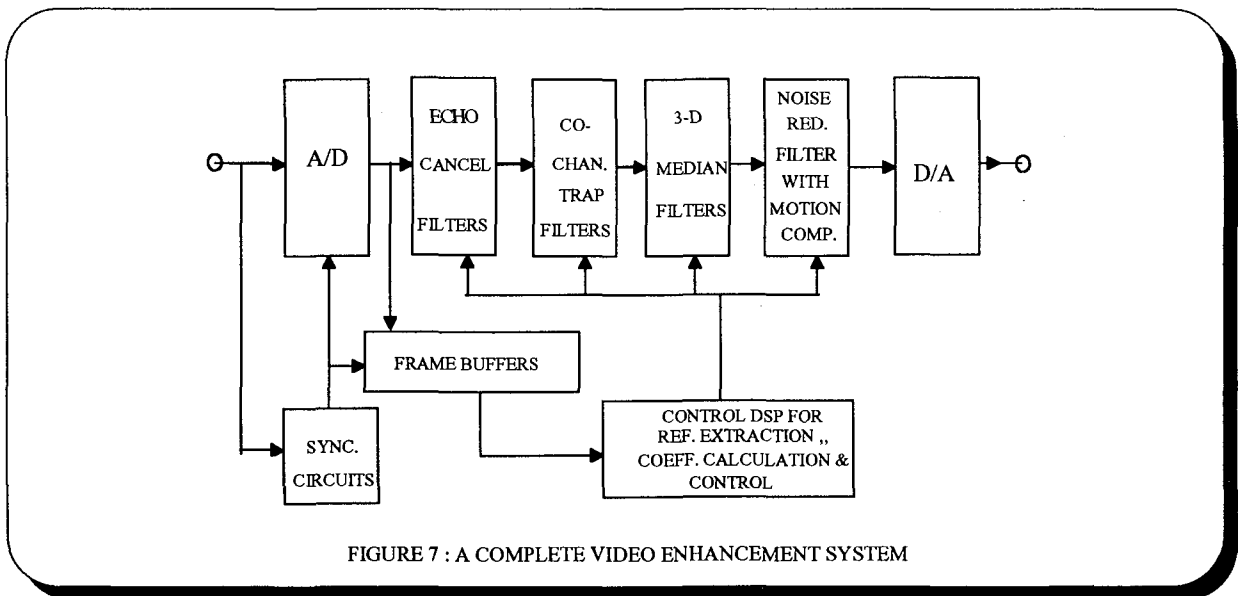 A/D
ECHO
CANCEL
FILTERS
CO-
CHAN.
TRAP
FILTERS
3-D
MEDIAN
FILTERS
NOISE
RED.
FILTER
WITH
MOTION
COMP.
D/A
FRAME BUFFERS
SYNC.
CIRCUITS
CONTROL DSP FOR
REF. EXTRACTION ,,
COEFF. CALCULATION &
CONTROL
FIGURE 7 : A COMPLETE VIDEO ENHANCEMENT SYSTEM